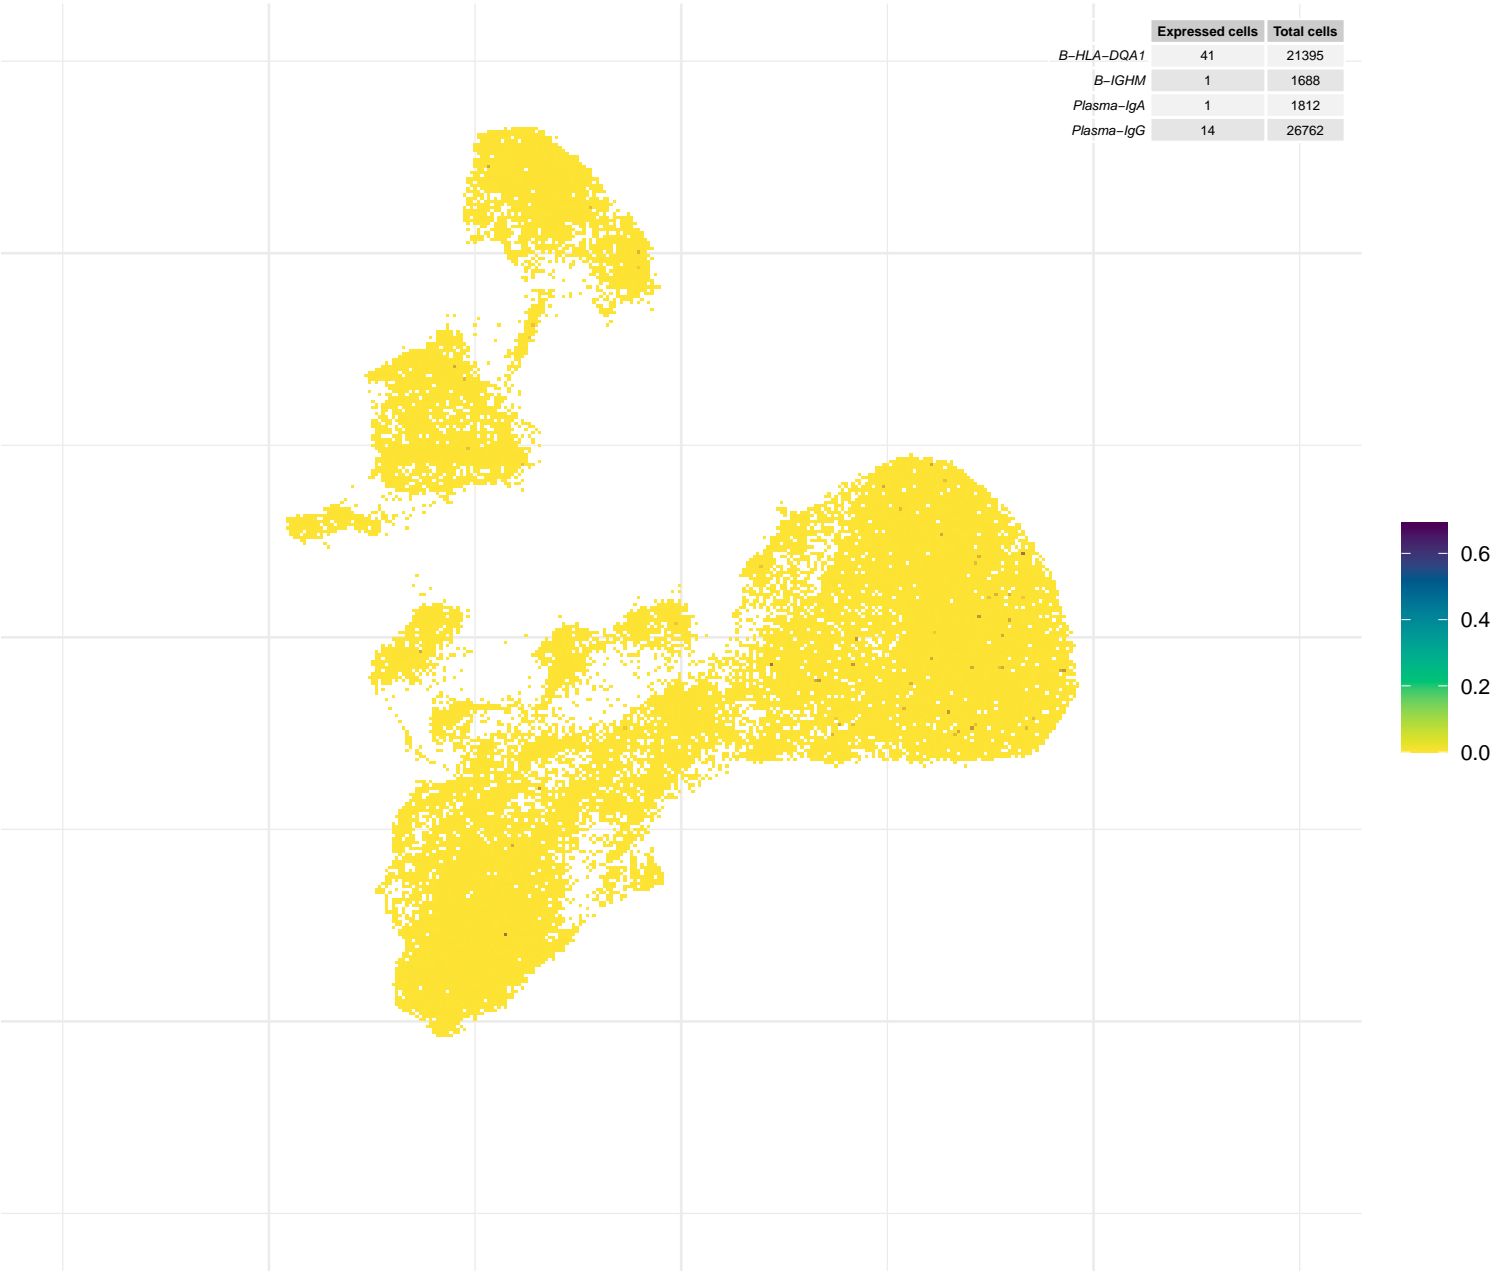 Expressed cells Total cells
B−HLA−DQA1 41 21395
B−IGHM 1 1688
Plasma−IgA 1 1812
Plasma−IgG 14 26762
0.6
0.4
0.2
0.0